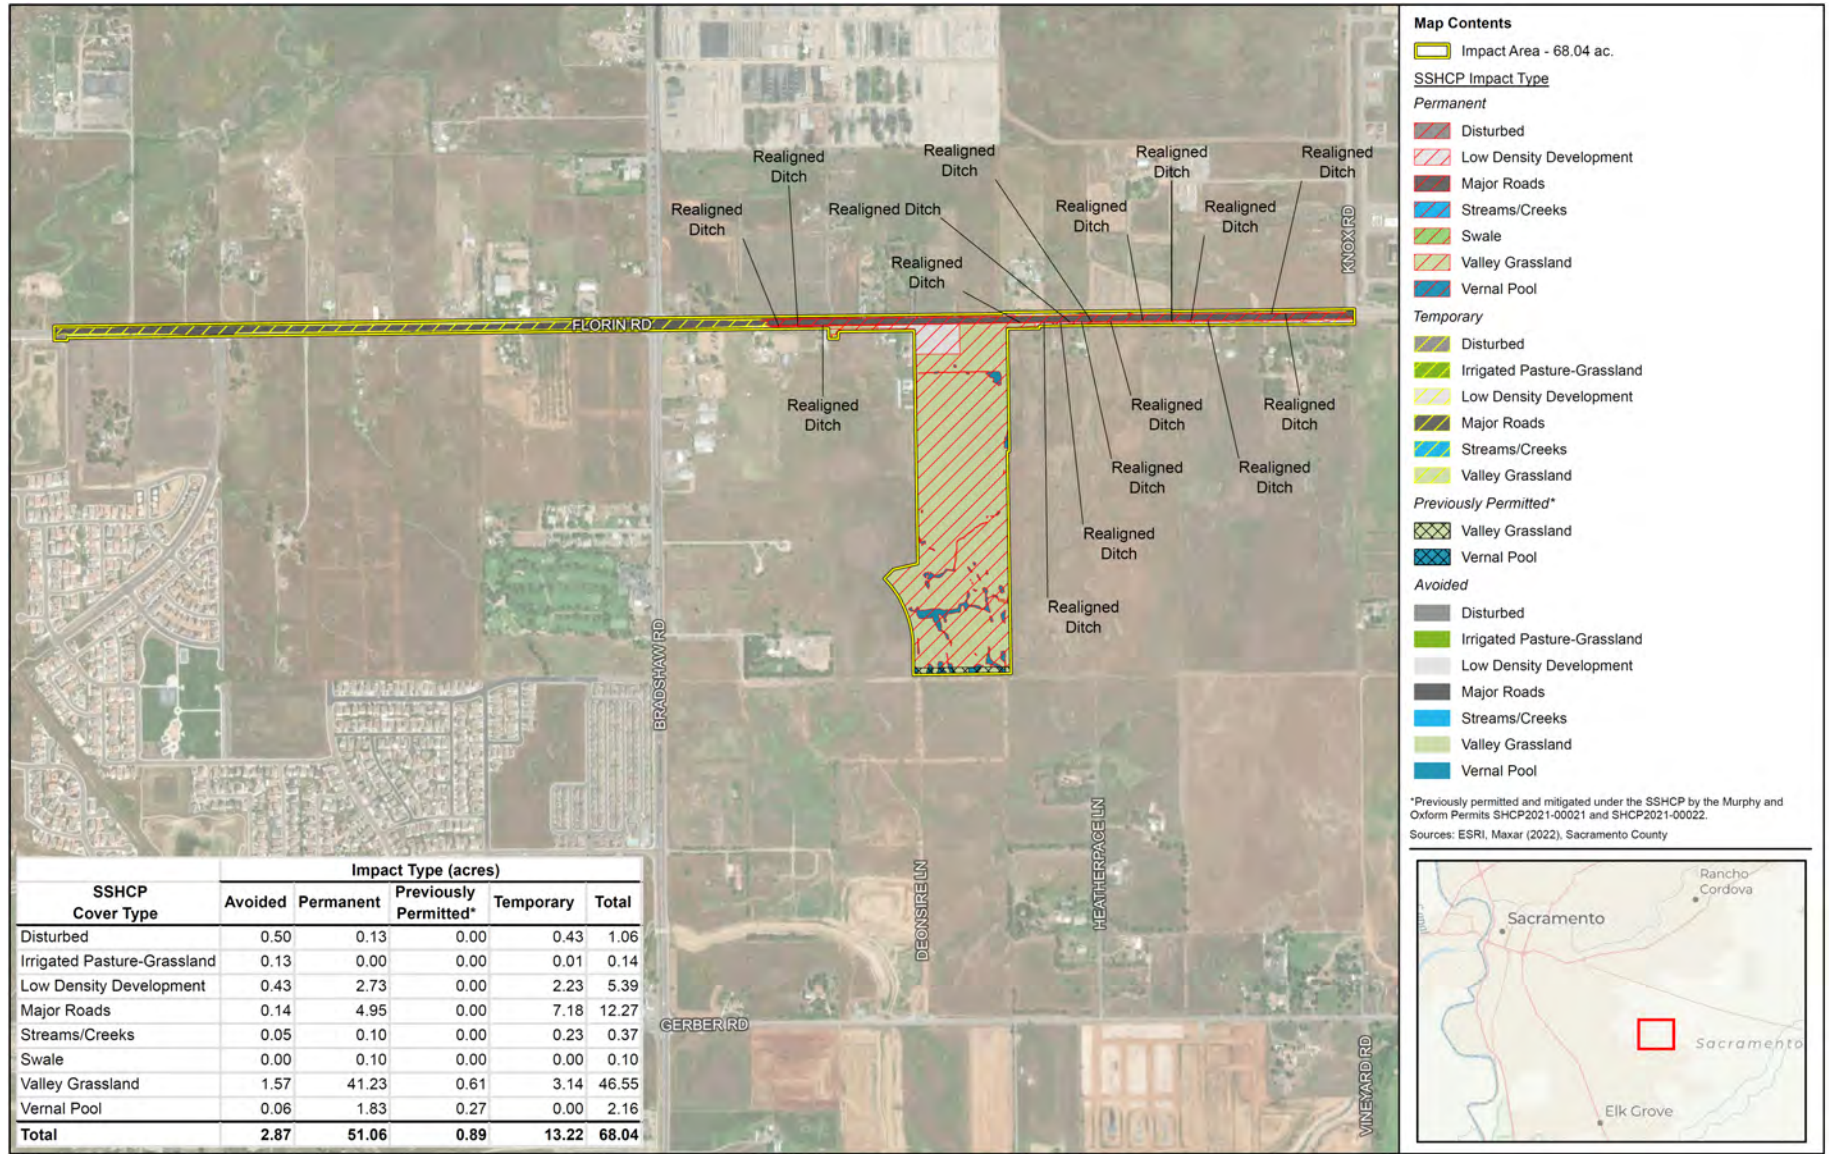 Realigned
Ditch
Realigned
Ditch
Realigned
Ditch
Realigned
Ditch
Realigned
Ditch
Realigned Ditch
Realigned
Ditch
Realigned
Ditch
Realigned
Ditch
KNOX RD
FLORIN RD
Realigned
Ditch
Realigned
Ditch
Realigned
Ditch
Realigned
Ditch
Realigned
Ditch
Realigned
Ditch
Realigned
Ditch
BRADSHAW RD
DEONSIRE LN
HEATHERPACE LN
GERBER RD
VINEYARD RD
Impact Type (acres)
SSHCP
Cover Type Avoided Permanent Previously
Permitted* Temporary Total
Disturbed 0.50 0.13 0.00 0.43 1.06
Irrigated Pasture-Grassland 0.13 0.00 0.00 0.01 0.14
Low Density Development 0.43 2.73 0.00 2.23 5.39
Major Roads 0.14 4.95 0.00 7.18 12.27
Streams/Creeks 0.05 0.10 0.00 0.23 0.37
Swale 0.00 0.10 0.00 0.00 0.10
Valley Grassland 1.57 41.23 0.61 3.14 46.55
Vernal Pool 0.06 1.83 0.27 0.00 2.16
Total 2.87 51.06 0.89 13.22 68.04
Map Contents
Impact Area - 68.04 ac.
SSHCP Impact Type
Permanent
Disturbed
Low Density Development
Major Roads
Streams/Creeks
Swale
Valley Grassland
Vernal Pool
Temporary
Disturbed
Irrigated Pasture-Grassland
Low Density Development
Major Roads
Streams/Creeks
Valley Grassland
Previously Permitted*
Valley Grassland
Vernal Pool
Avoided
Disturbed
Irrigated Pasture-Grassland
Low Density Development
Major Roads
Streams/Creeks
Valley Grassland
Vernal Pool
*Previously permitted and mitigated under the SSHCP by the Murphy and
Oxform Permits SHCP2021-00021 and SHCP2021-00022.
Sources: ESRI, Maxar (2022), Sacramento County
Rancho
Cordova
Sacramento
Sacramento
Elk Grove